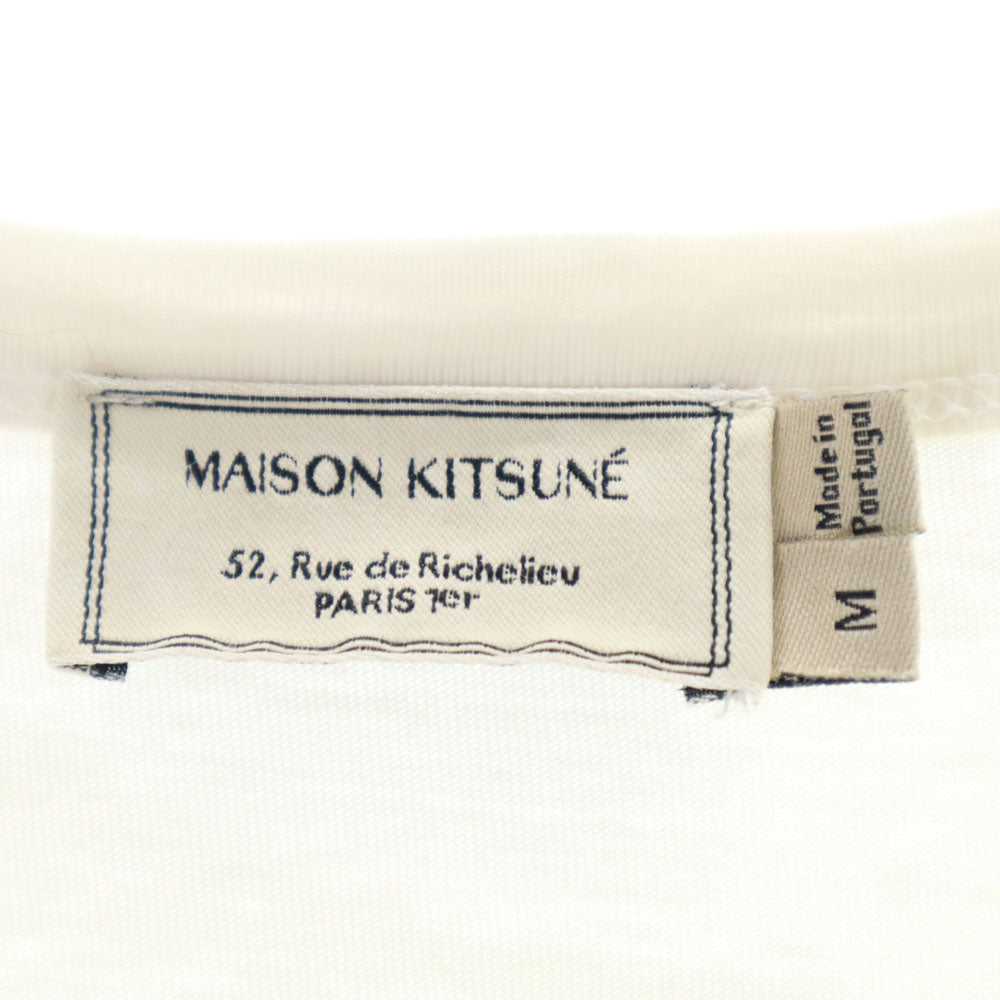 MAISON KITSUNÉ
52, Rue de Richelieu
PARIS 1er
Made in
Portugal
M